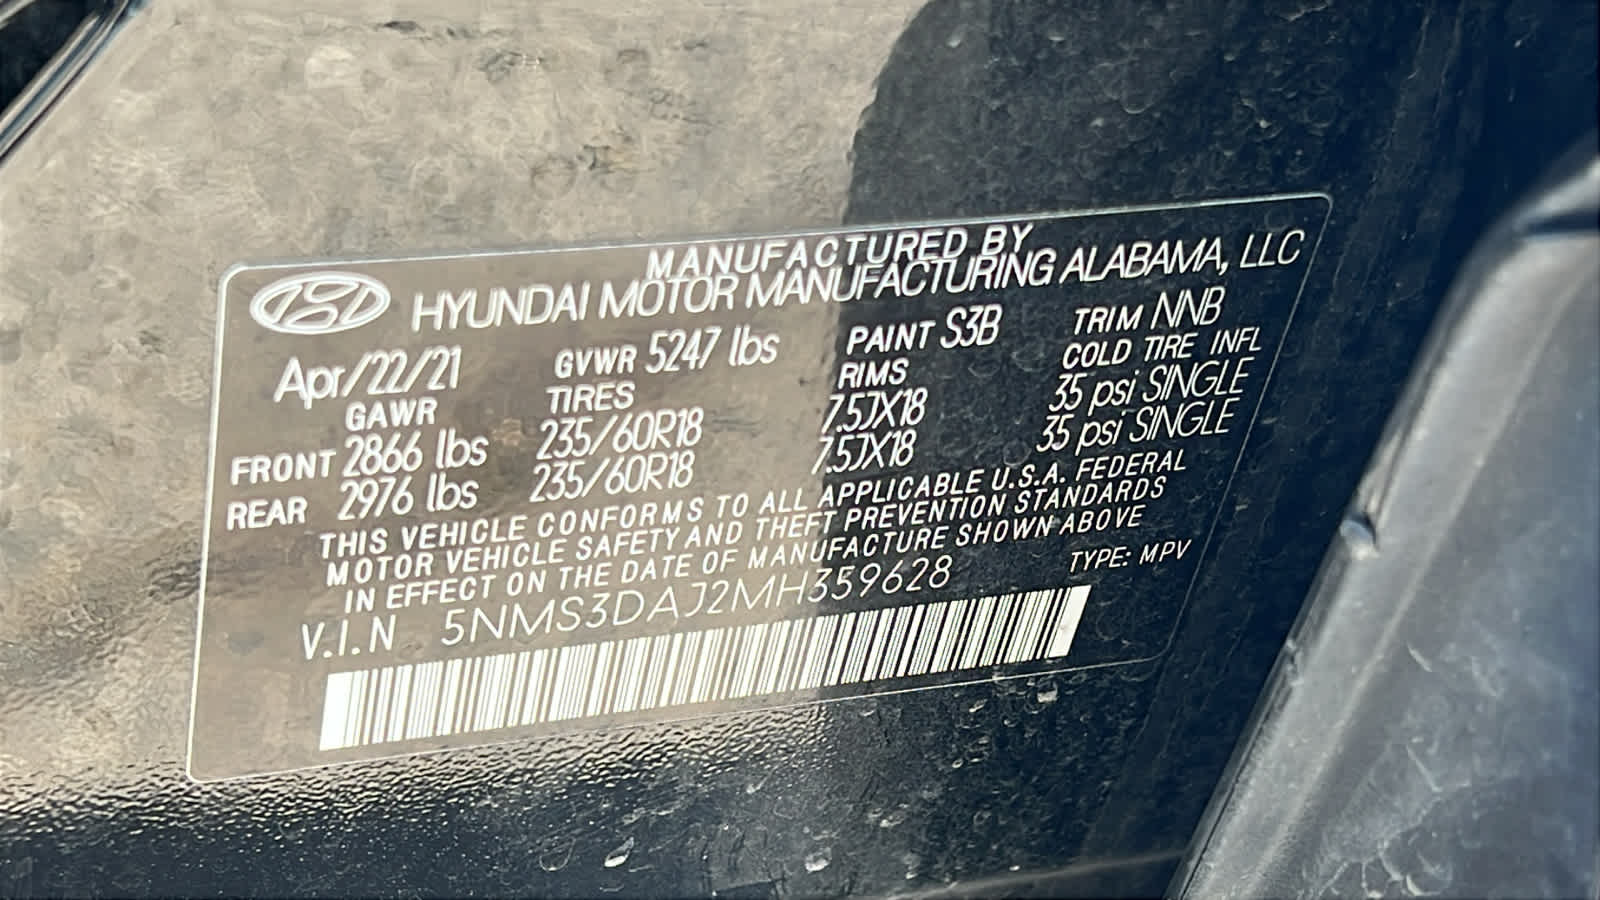 MANUFACTURED BY
HYUNDAI MOTOR MANUFACTURING ALABAMA, LLC
Apr/22/21 GVWR 5247 lbs PAINT S3B TRIM NNB
GAWR TIRES RIMS COLD TIRE INFL
FRONT 2866 lbs 235/60R18 7.5JX18 35 psi SINGLE
REAR 2976 lbs 235/60R18 7.5JX18 35 psi SINGLE
THIS VEHICLE CONFORMS TO ALL APPLICABLE U.S.A. FEDERAL
MOTOR VEHICLE SAFETY AND THEFT PREVENTION STANDARDS
IN EFFECT ON THE DATE OF MANUFACTURE SHOWN ABOVE
V.I.N 5NMS3DAJ2MH359628 TYPE: MPV